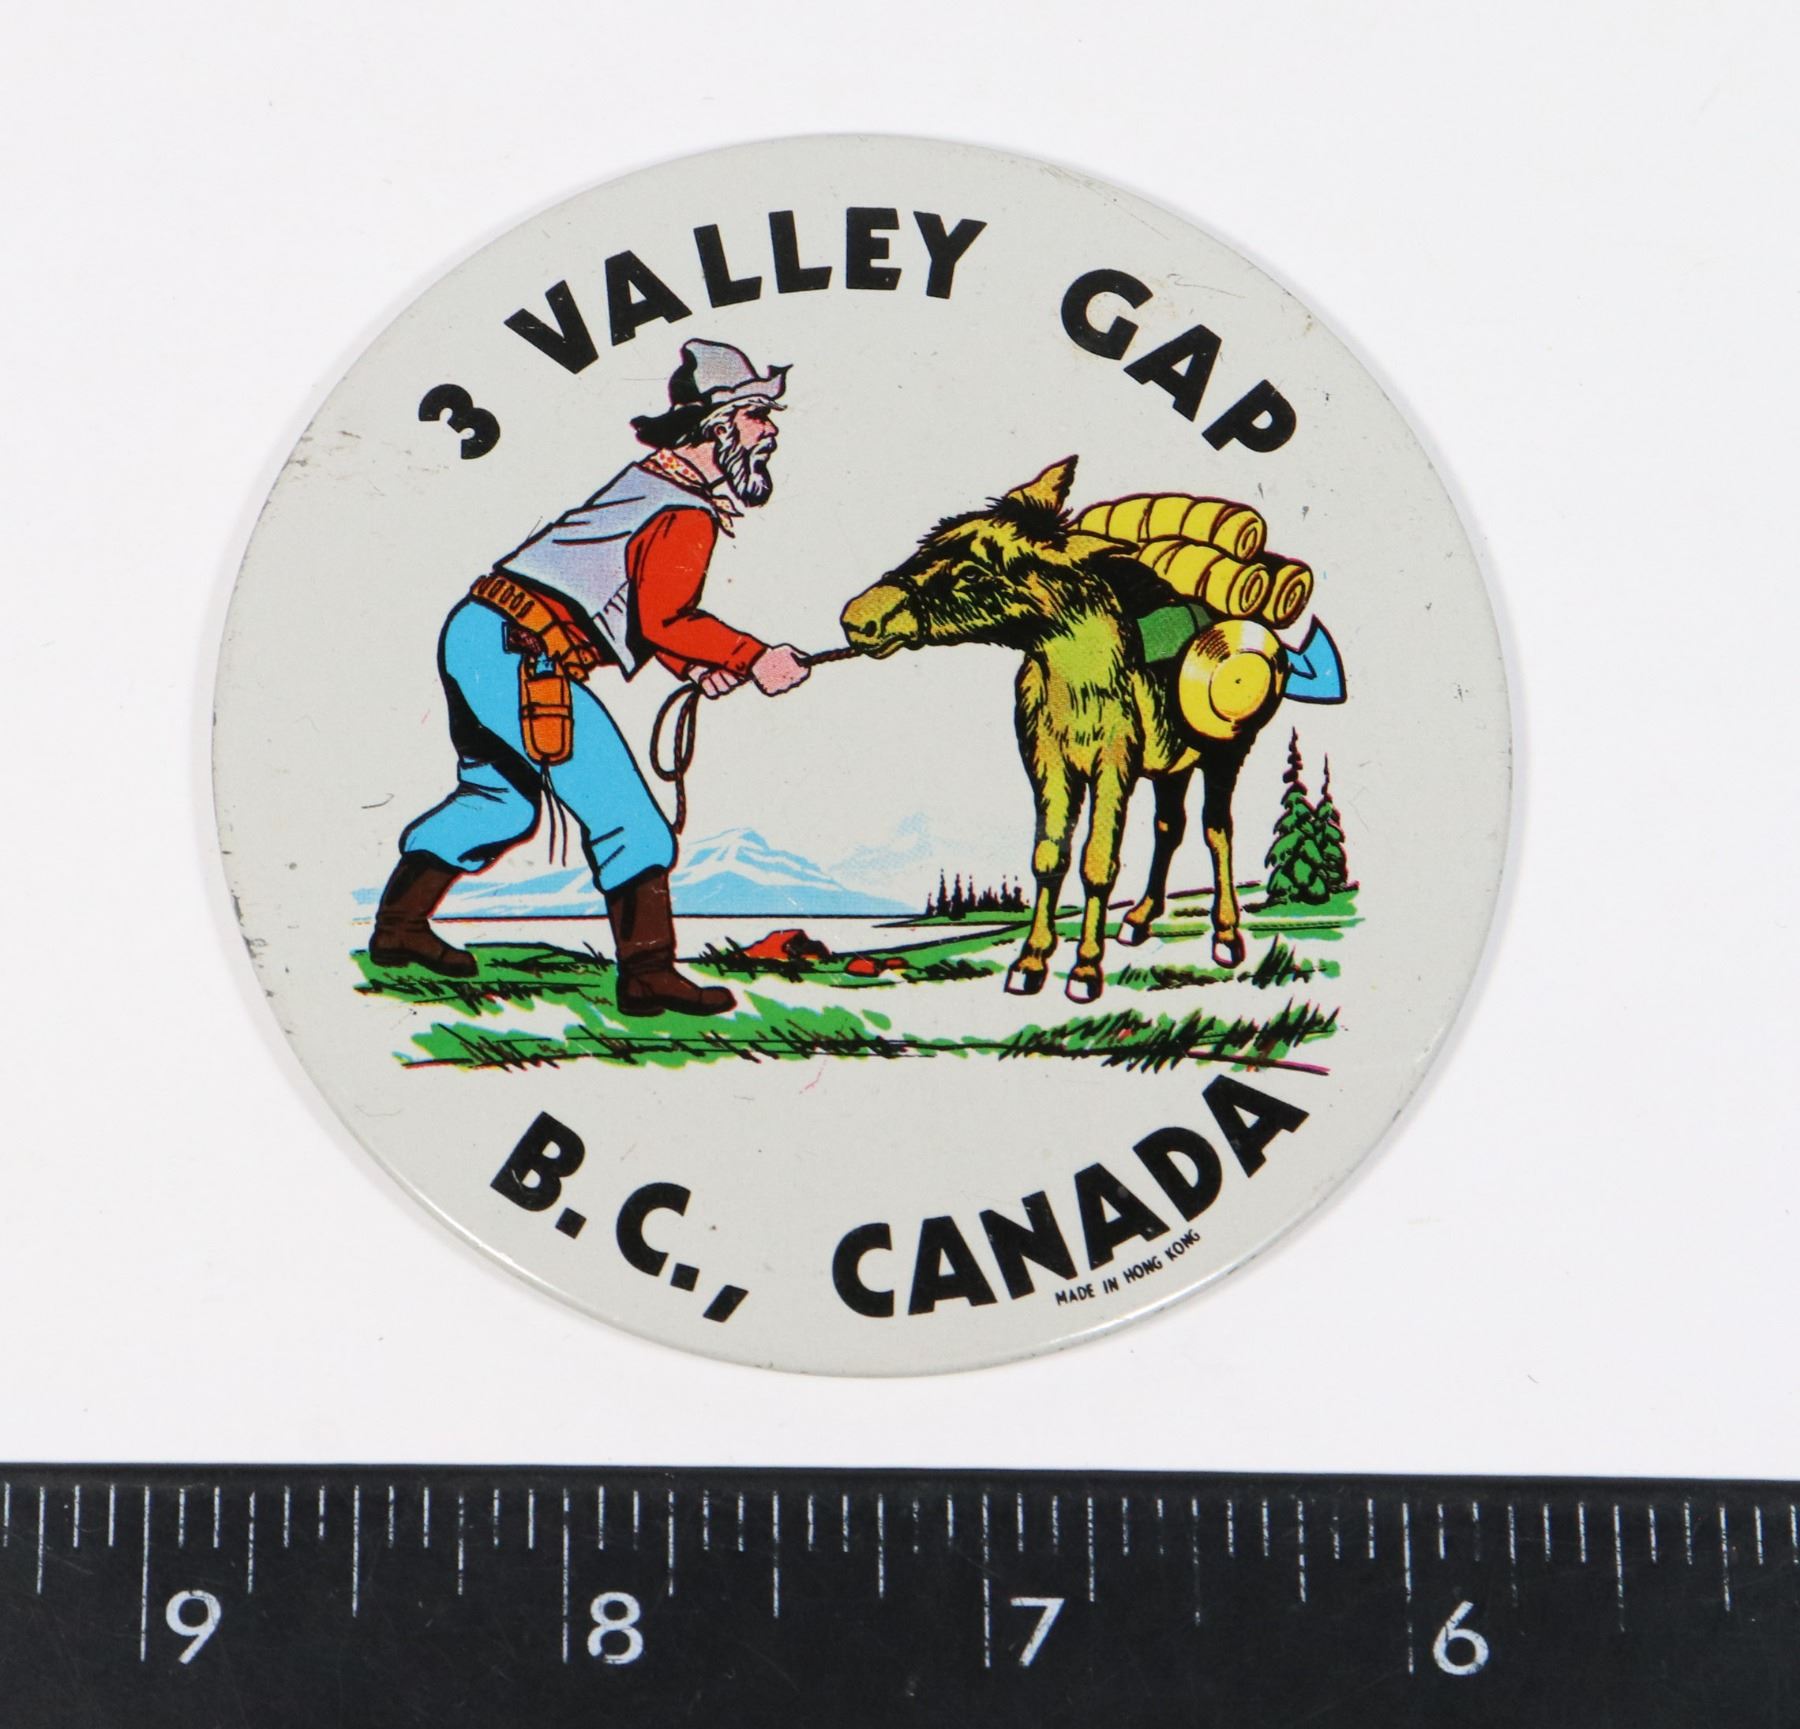 3 VALLEY GAP
B.C., CANADA
MADE IN HONG KONG
9 8 7 6